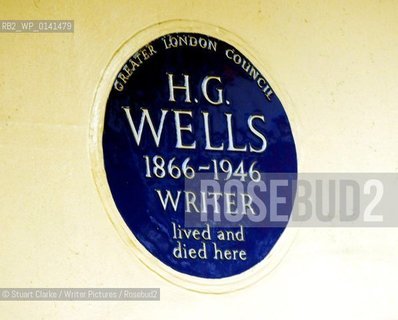 RB2_WP_0141479
GREATER LONDON COUNCIL
H.G.
WELLS
1866-1946
WRITER
lived and
died here
ROSEBUD2
© Stuart Clarke / Writer Pictures / Rosebud2